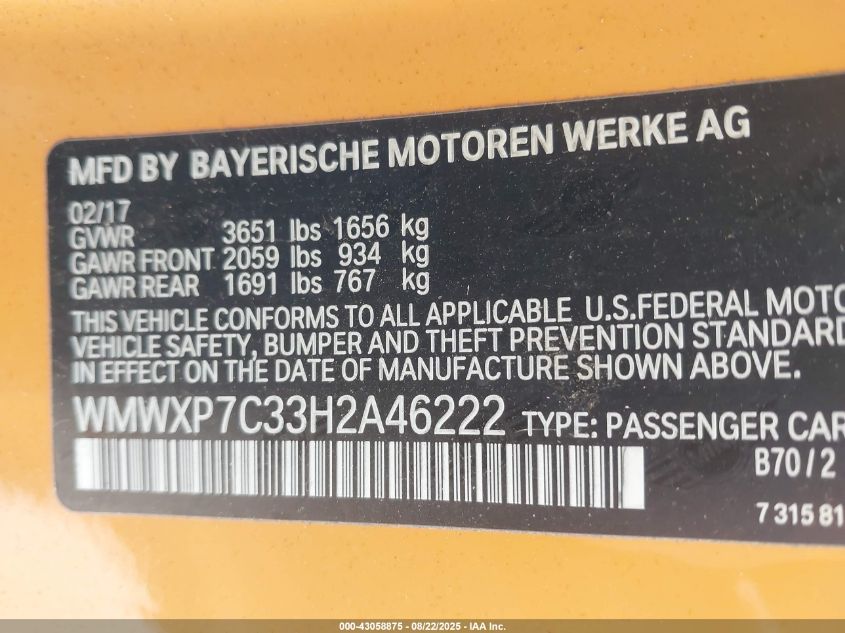 MFD BY BAYERISCHE MOTOREN WERKE AG
02/17
GVWR 3651 lbs 1656 kg
GAWR FRONT 2059 lbs 934 kg
GAWR REAR 1691 lbs 767 kg
THIS VEHICLE CONFORMS TO ALL APPLICABLE U.S.FEDERAL MOTO
VEHICLE SAFETY, BUMPER AND THEFT PREVENTION STANDARD
IN EFFECT ON THE DATE OF MANUFACTURE SHOWN ABOVE.
WMWXP7C33H2A46222 TYPE: PASSENGER CAR
B70/2
7 315 81
000-43058875 - 08/22/2025 - IAA Inc.